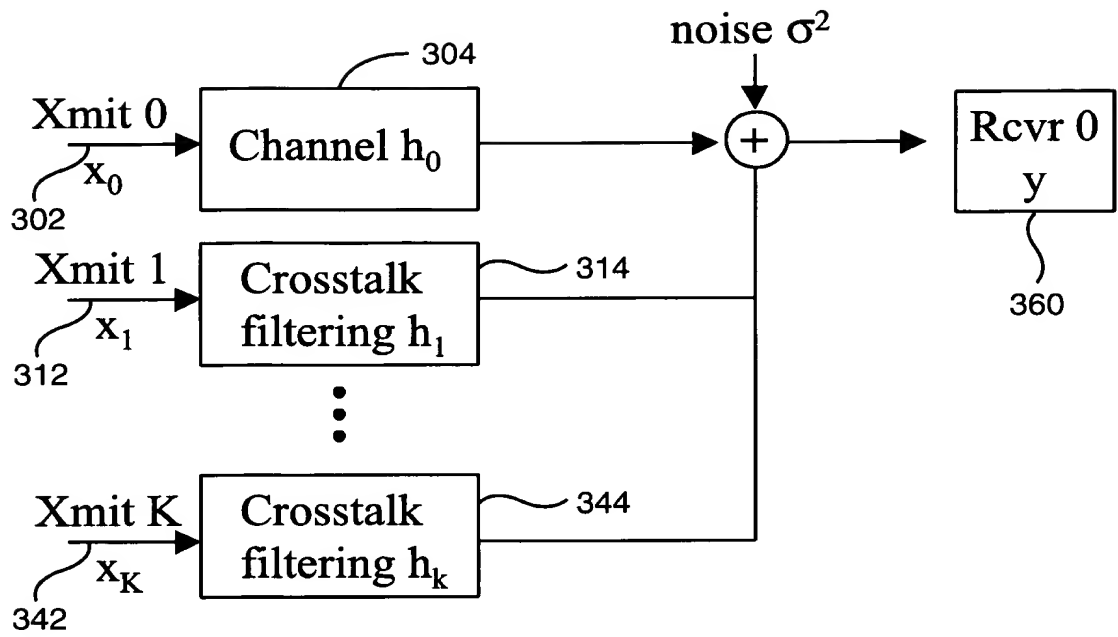 noise σ²
304
Xmit 0
x₀
302
Channel h₀
+
Rcvr 0
y
360
Xmit 1
x₁
312
Crosstalk
filtering h₁
314
Xmit K
x_K
342
Crosstalk
filtering hₖ
344